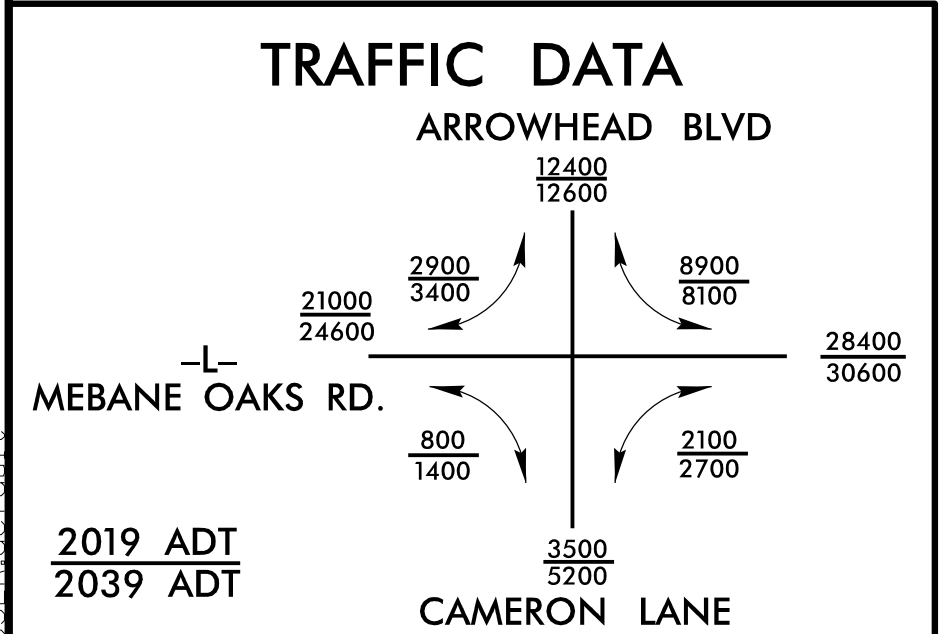 TRAFFIC DATA
ARROWHEAD BLVD
12400
12600
2900
3400
8900
8100
21000
24600
28400
30600
–L–
MEBANE OAKS RD.
800
1400
2100
2700
2019 ADT
2039 ADT
3500
5200
CAMERON LANE